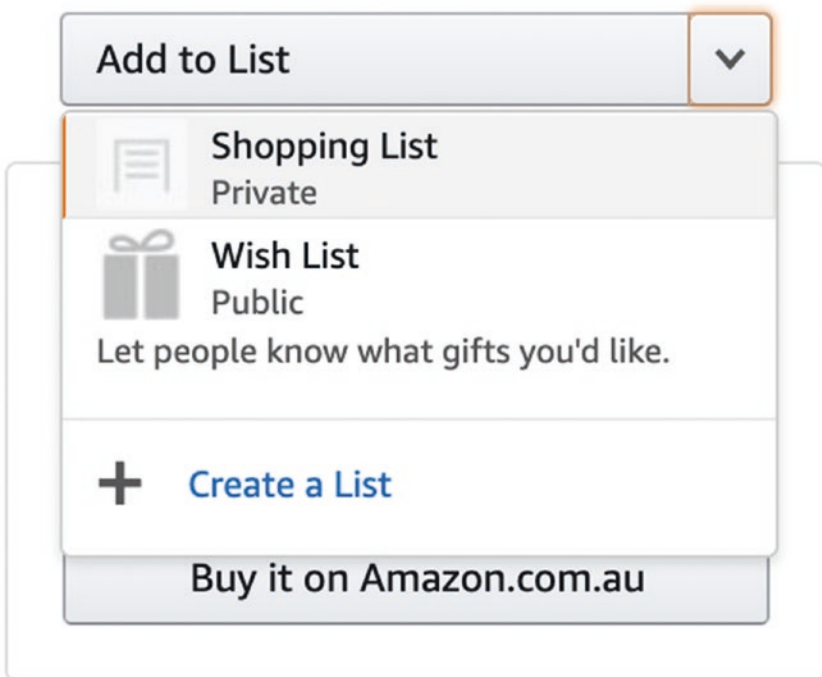 Add to List
Shopping List
Private
Wish List
Public
Let people know what gifts you'd like.
Create a List
Buy it on Amazon.com.au